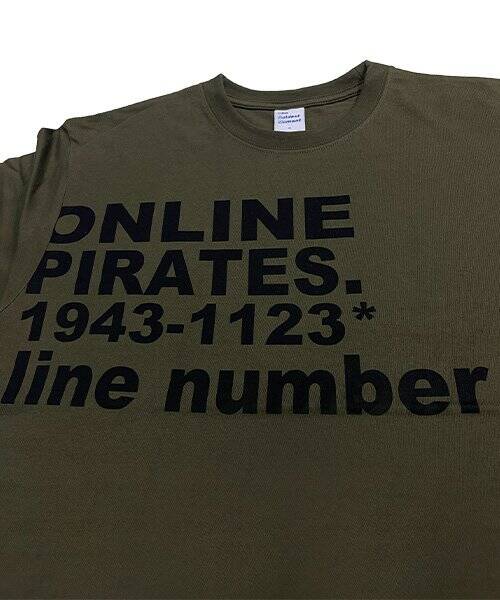 ONLINE
PIRATES.
1943-1123*
line number